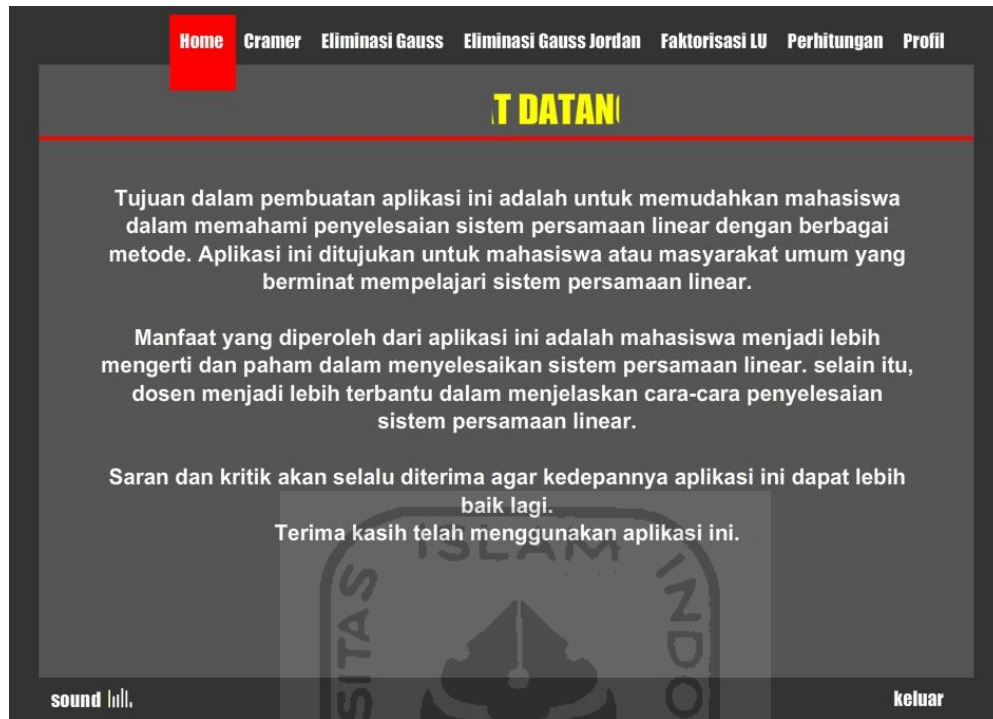 Home Cramer Eliminasi Gauss Eliminasi Gauss Jordan Faktorisasi LU Perhitungan Profil
T DATAN
Tujuan dalam pembuatan aplikasi ini adalah untuk memudahkan mahasiswa
dalam memahami penyelesaian sistem persamaan linear dengan berbagai
metode. Aplikasi ini ditujukan untuk mahasiswa atau masyarakat umum yang
berminat mempelajari sistem persamaan linear.
Manfaat yang diperoleh dari aplikasi ini adalah mahasiswa menjadi lebih
mengerti dan paham dalam menyelesaikan sistem persamaan linear. selain itu,
dosen menjadi lebih terbantu dalam menjelaskan cara-cara penyelesaian
sistem persamaan linear.
Saran dan kritik akan selalu diterima agar kedepannya aplikasi ini dapat lebih
baik lagi.
Terima kasih telah menggunakan aplikasi ini.
SITAS ISLAM INDO
sound keluar